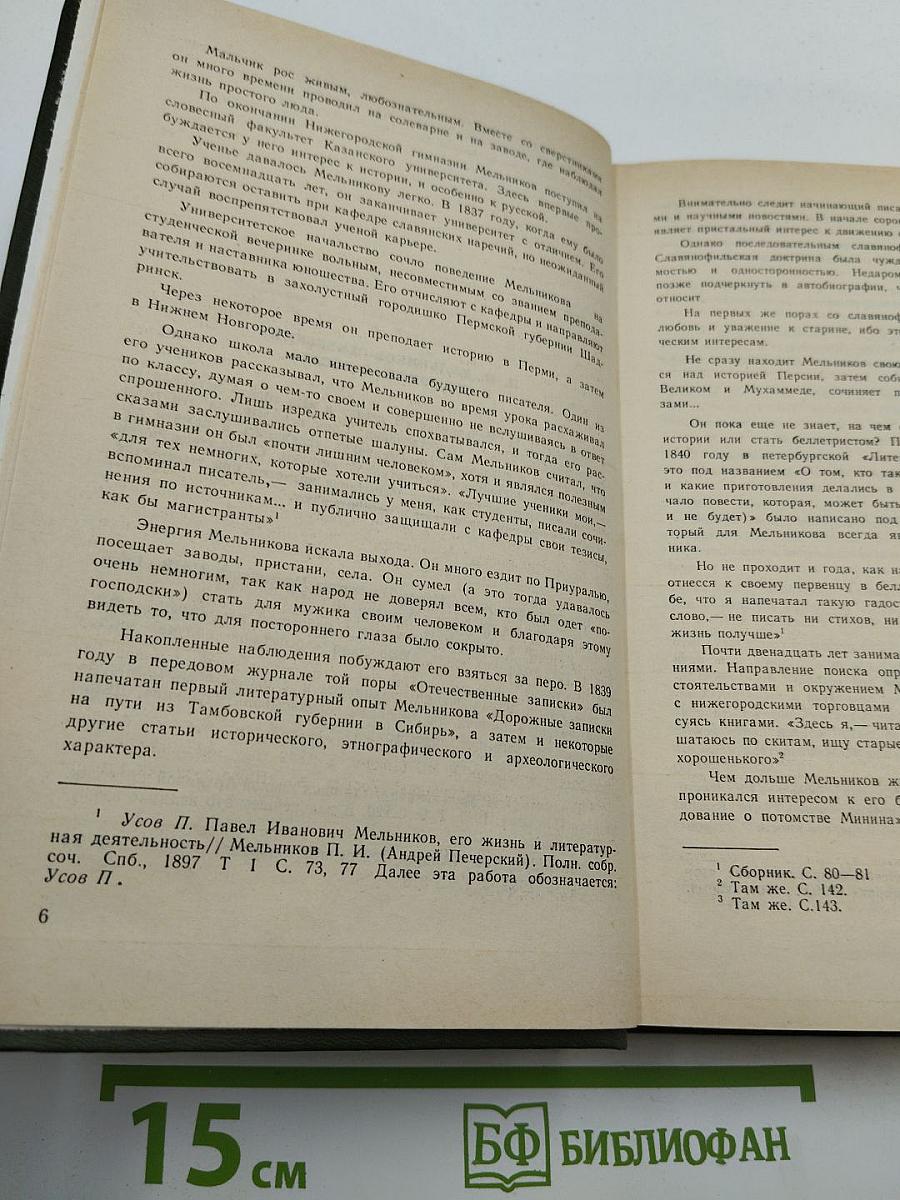 Мальчик рос живым, любознательным. Вместе со сверстниками
он много времени проводил на солеварне и на заводе, где наблюдал
жизнь простого люда.
По окончании Нижегородской гимназии Мельников поступил на
словесный факультет Казанского университета. Здесь впервые про-
буждается у него интерес к истории, и особенно к русской.
Ученье давалось Мельникову легко. В 1837 году, когда ему было
всего восемнадцать лет, он заканчивает университет с отличием. Его
собираются оставить при кафедре славянских наречий, но неожиданный
случай воспрепятствовал ученой карьере.
Университетское начальство сочло поведение Мельникова на
студенческой вечеринке вольным, несовместимым со званием препода-
вателя и наставника юношества. Его отчисляют с кафедры и направляют
учительствовать в захолустный городишко Пермской губернии Шад-
ринск.
Через некоторое время он преподает историю в Перми, а затем
в Нижнем Новгороде.
Однако школа мало интересовала будущего писателя. Один из
его учеников рассказывал, что Мельников во время урока расхаживал
по классу, думая о чем-то своем и совершенно не вслушиваясь в ответ
спрошенного. Лишь изредка учитель спохватывался, и тогда его рас-
сказами заслушивались отпетые шалуны. Сам Мельников считал, что
в гимназии он был «почти лишним человеком», хотя и являлся полезным
«для тех немногих, которые хотели учиться». «Лучшие ученики мои,—
вспоминал писатель,— занимались у меня, как студенты, писали сочи-
нения по источникам... и публично защищали с кафедры свои тезисы,
как бы магистранты»¹
Энергия Мельникова искала выхода. Он много ездит по Приуралью,
посещает заводы, пристани, села. Он сумел (а это тогда удавалось
очень немногим, так как народ не доверял всем, кто был одет «по-
господски») стать для мужика своим человеком и благодаря этому
видеть то, что для постороннего глаза было сокрыто.
Накопленные наблюдения побуждают его взяться за перо. В 1839
году в передовом журнале той поры «Отечественные записки» был
напечатан первый литературный опыт Мельникова «Дорожные записки
на пути из Тамбовской губернии в Сибирь», а затем и некоторые
другие статьи исторического, этнографического и археологического
характера.
¹ Усов П. Павел Иванович Мельников, его жизнь и литератур-
ная деятельность// Мельников П. И. (Андрей Печерский). Полн. собр.
соч. Спб., 1897 Т I С. 73, 77 Далее эта работа обозначается:
Усов П.
6
Внимательно следит начинающий писа
ми и научными новостями. В начале соро
являет пристальный интерес к движению
Однако последовательным славяноф
Славянофильская доктрина была чужд
мостью и односторонностью. Недаром
позже подчеркнуть в автобиографии, ч
относит
На первых же порах со славяноф
любовь и уважение к старине, ибо эт
ческим интересам.
Не сразу находит Мельников свою
ся над историей Персии, затем соби
Великом и Мухаммеде, сочиняет п
зами...
Он пока еще не знает, на чем
истории или стать беллетристом? П
1840 году в петербургской «Лите
это под названием «О том, кто так
и какие приготовления делались в
чало повести, которая, может быть
и не будет)» было написано под
торый для Мельникова всегда яв
ника.
Но не проходит и года, как на
отнесся к своему первенцу в белл
бе, что я напечатал такую гадос
слово,— не писать ни стихов, ни
жизнь получше»¹
Почти двенадцать лет занима
ниями. Направление поиска опр
стоятельствами и окружением М
с нижегородскими торговцами
суясь книгами. «Здесь я,— чита
шатаюсь по скитам, ищу старые
хорошенького»²
Чем дольше Мельников ж
проникался интересом к его б
дование о потомстве Минина»
¹ Сборник. С. 80—81
² Там же. С. 142.
³ Там же. С.143.
15 см
БФ БИБЛИОФАН